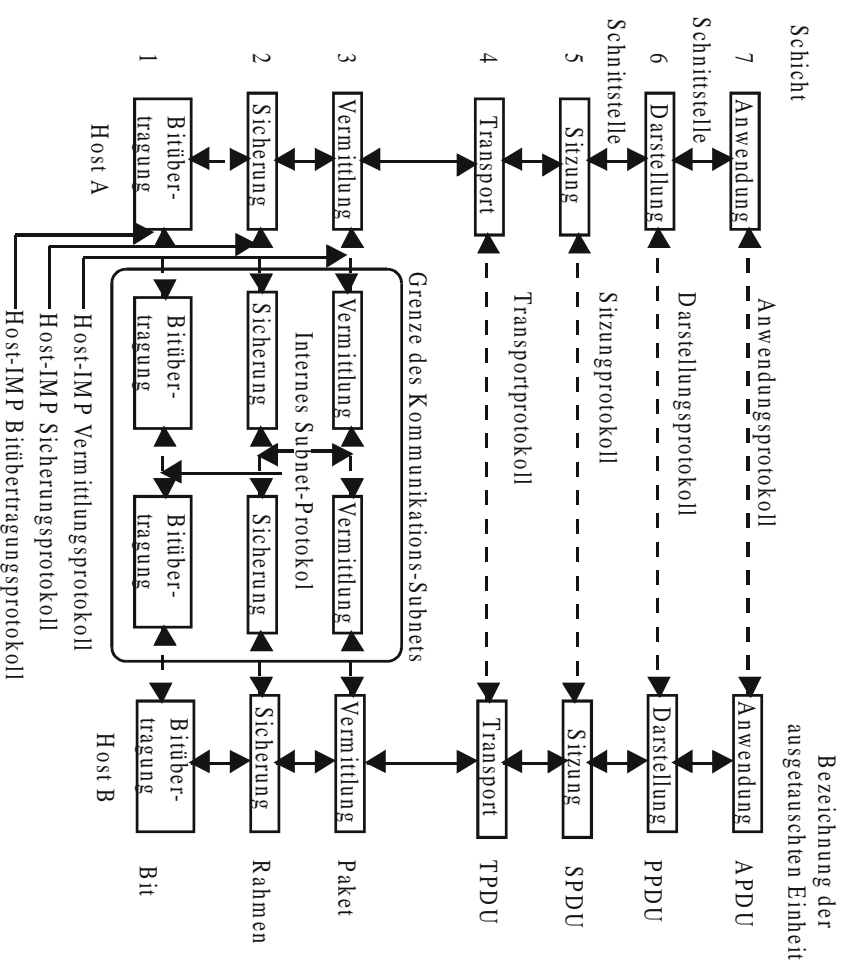 Schicht
Bezeichnung der
ausgetauschten Einheit
7
Anwendung
Anwendungsprotokoll
Anwendung
APDU
Schnittstelle
6
Darstellung
Darstellungsprotokoll
Darstellung
PPDU
Schnittstelle
5
Sitzung
Sitzungprotokoll
Sitzung
SPDU
4
Transport
Transportprotokoll
Transport
TPDU
Grenze des Kommunikations-Subnets
3
Vermittlung
Vermittlung
Vermittlung
Vermittlung
Paket
Internes Subnet-Protokol
2
Sicherung
Sicherung
Sicherung
Sicherung
Rahmen
1
Bitüber-
tragung
Bitüber-
tragung
Bitüber-
tragung
Bitüber-
tragung
Bit
Host A
Host B
Host-IMP Vermittlungsprotokoll
Host-IMP Sicherungsprotokoll
Host-IMP Bitübertragungsprotokoll